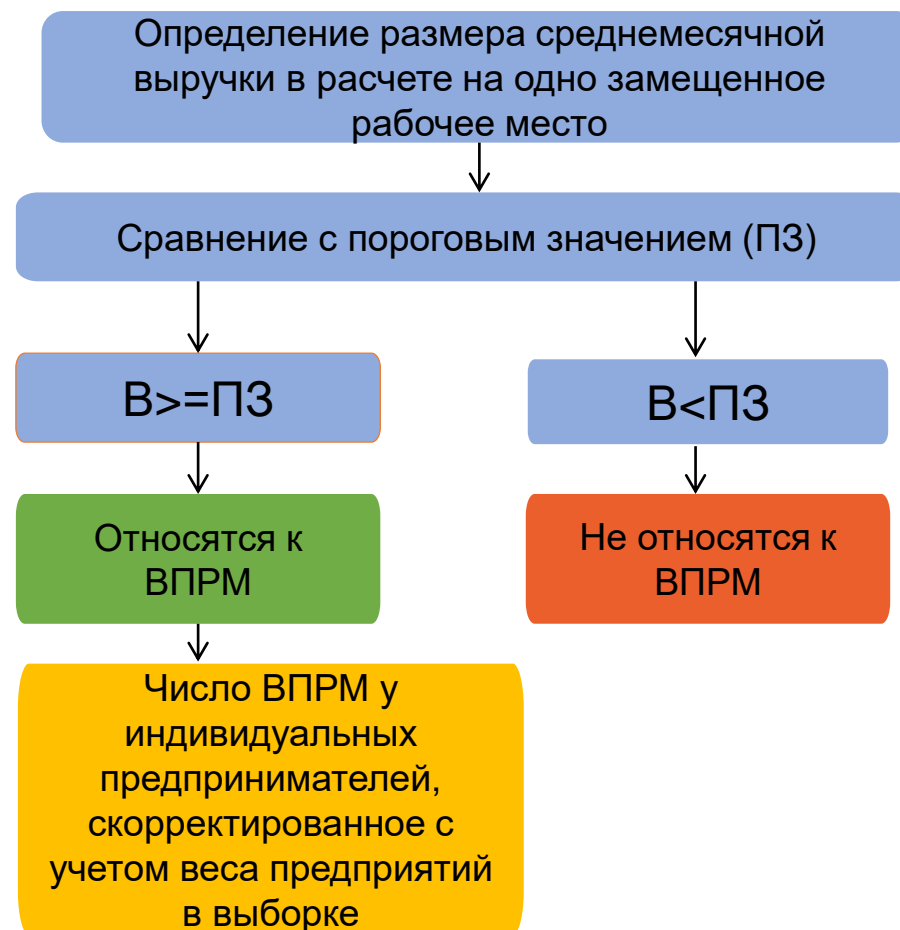 Определение размера среднемесячной
выручки в расчете на одно замещенное
рабочее место
Сравнение с пороговым значением (ПЗ)
В>=ПЗ
В<ПЗ
Относятся к
ВПРМ
Не относятся к
ВПРМ
Число ВПРМ у
индивидуальных
предпринимателей,
скорректированное с
учетом веса предприятий
в выборке